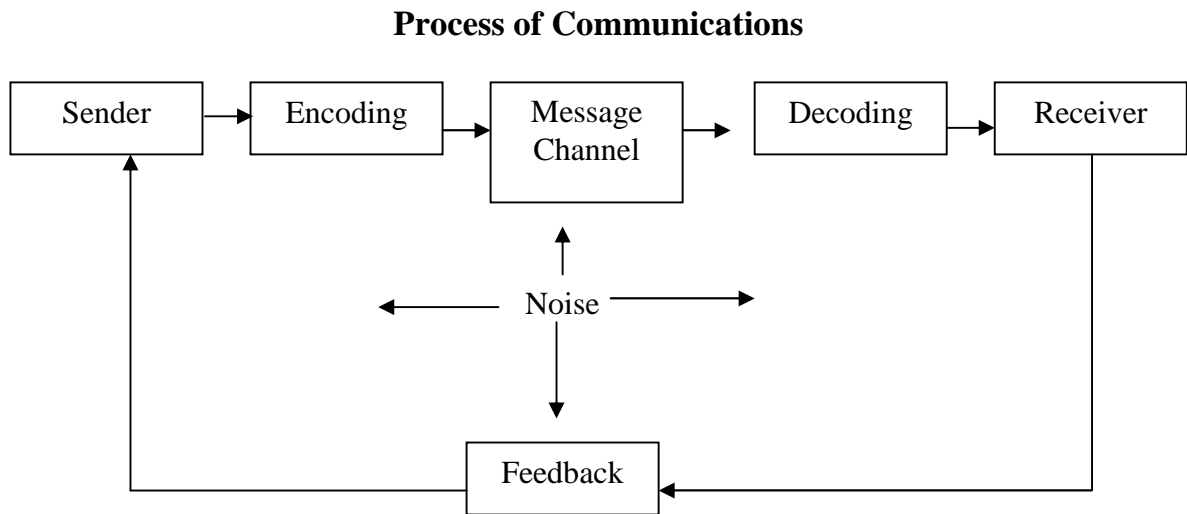 Process of Communications
Sender
Encoding
Message
Channel
Decoding
Receiver
Noise
Feedback